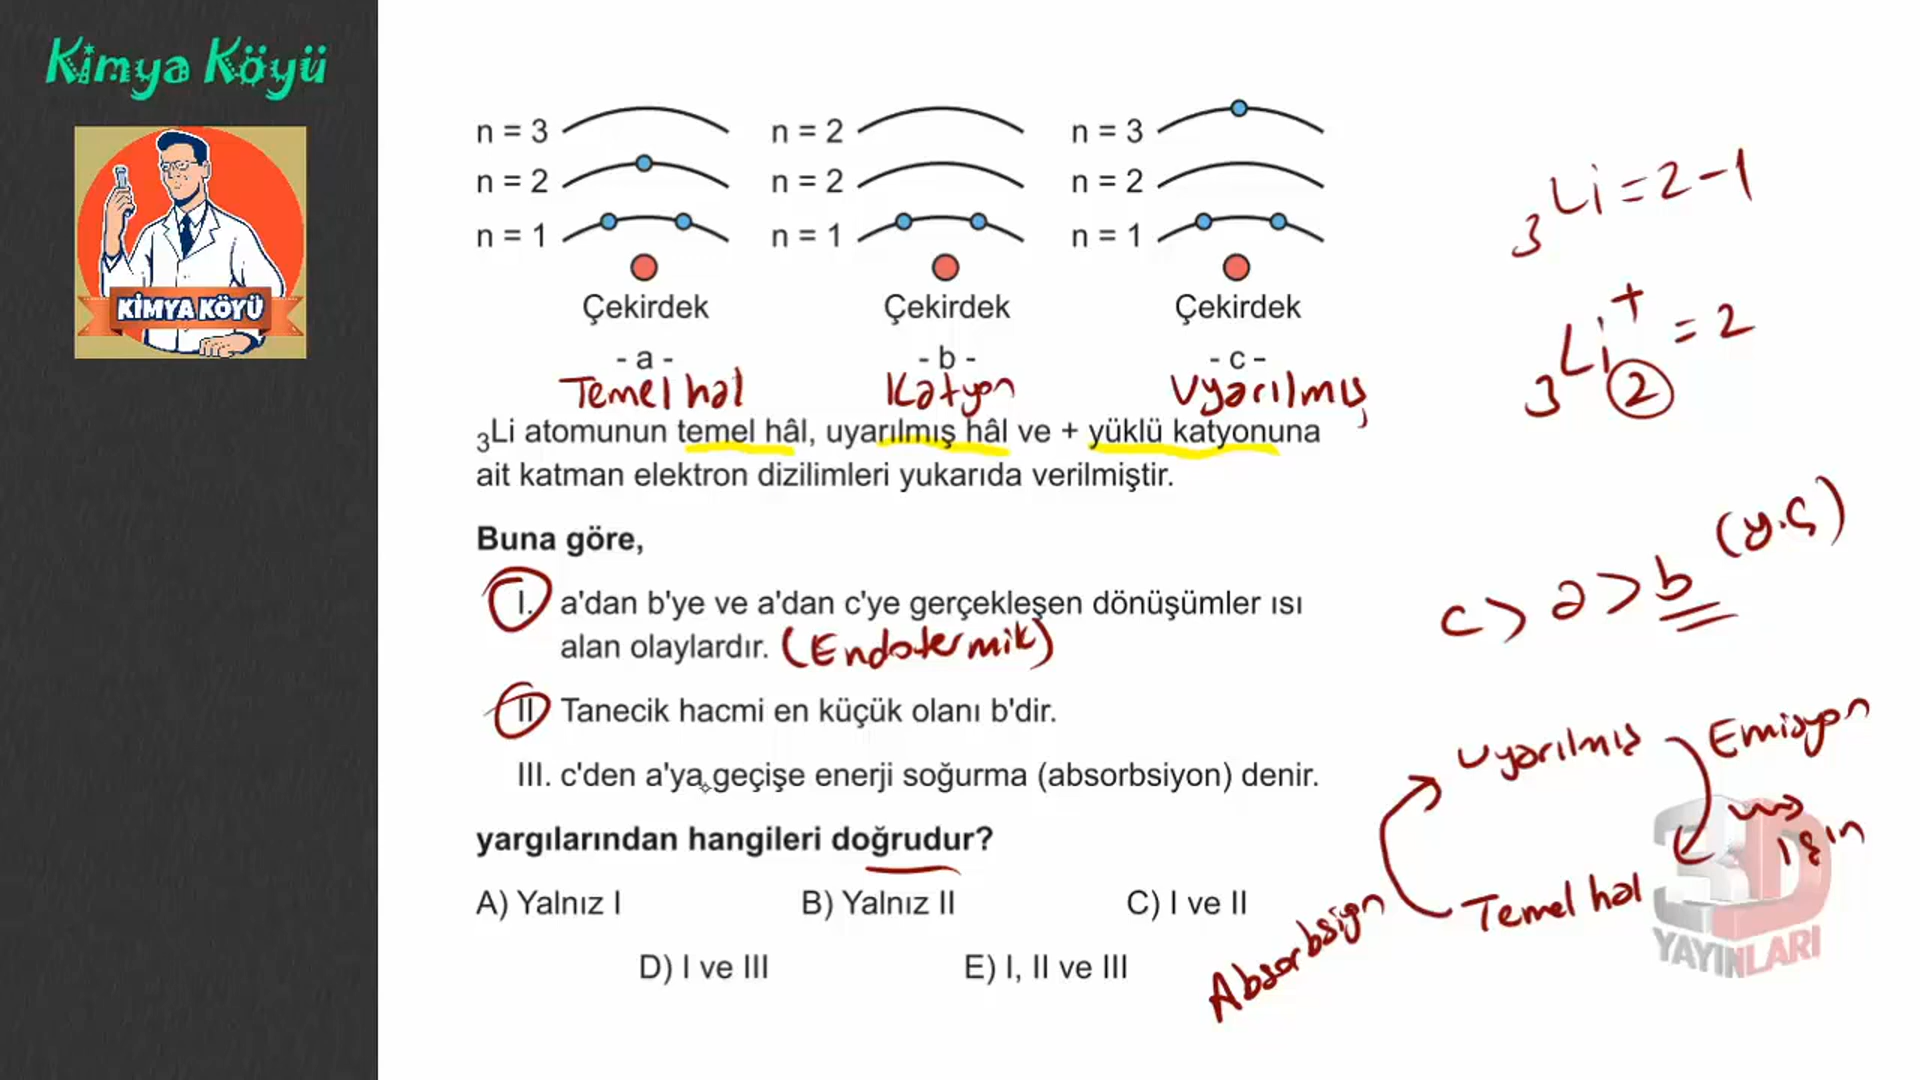 Kimya Köyü
KİMYA KÖYÜ
n = 3
n = 2
n = 1
Çekirdek
- a -
Temel hal
n = 2
n = 2
n = 1
Çekirdek
- b -
Katyon
n = 3
n = 2
n = 1
Çekirdek
- c -
Uyarılmış
₃Li atomunun temel hâl, uyarılmış hâl ve + yüklü katyonuna
ait katman elektron dizilimleri yukarıda verilmiştir.
Buna göre,
I. a'dan b'ye ve a'dan c'ye gerçekleşen dönüşümler ısı
alan olaylardır. (Endotermik)
II Tanecik hacmi en küçük olanı b'dir.
III. c'den a'ya geçişe enerji soğurma (absorbsiyon) denir.
yargılarından hangileri doğrudur?
A) Yalnız I B) Yalnız II C) I ve II
D) I ve III E) I, II ve III
₃Li = 2 - 1
₃Li⁺ = 2
2
c > a > b (y.ç)
Uyarılmış
Emisyon
Işın
Temel hal
Absorbsiyn
3D
YAYINLARI